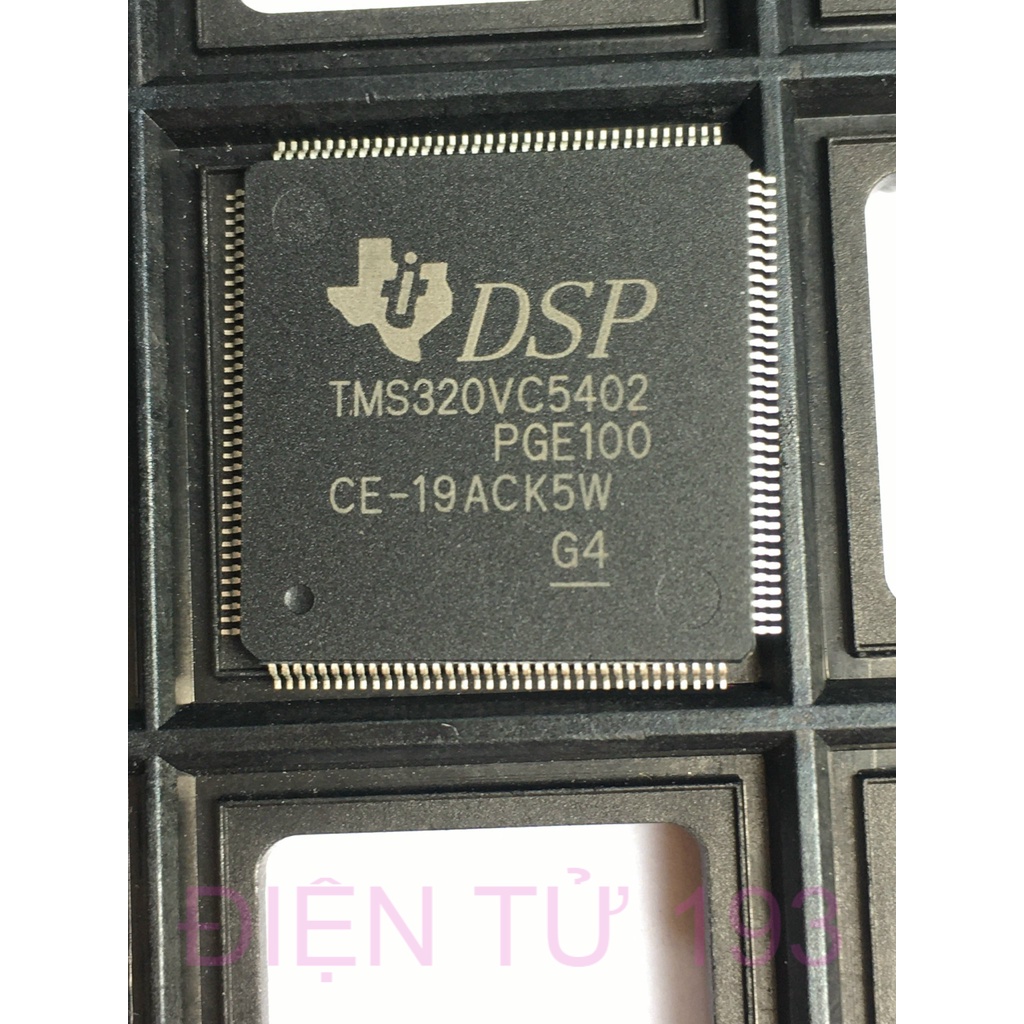 DSP
TMS320VC5402
PGE100
CE-19ACK5W
G4
ĐIỆN TỬ 193